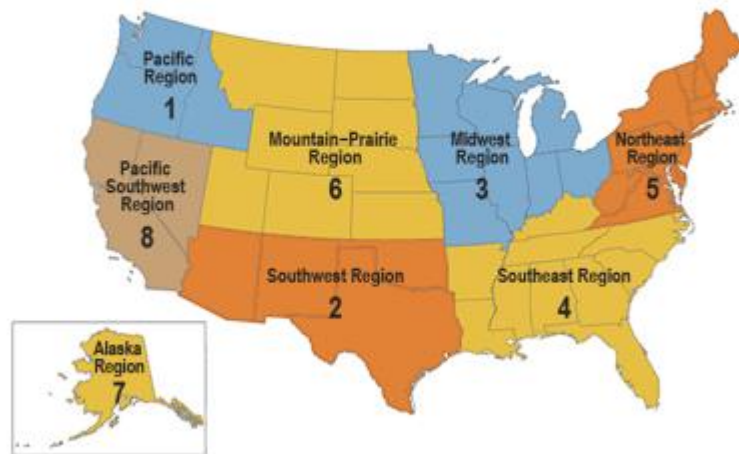 Pacific
Region
1
Mountain–Prairie
Region
6
Midwest
Region
3
Northeast
Region
5
Pacific
Southwest
Region
8
Southwest Region
2
Southeast Region
4
Alaska
Region
7